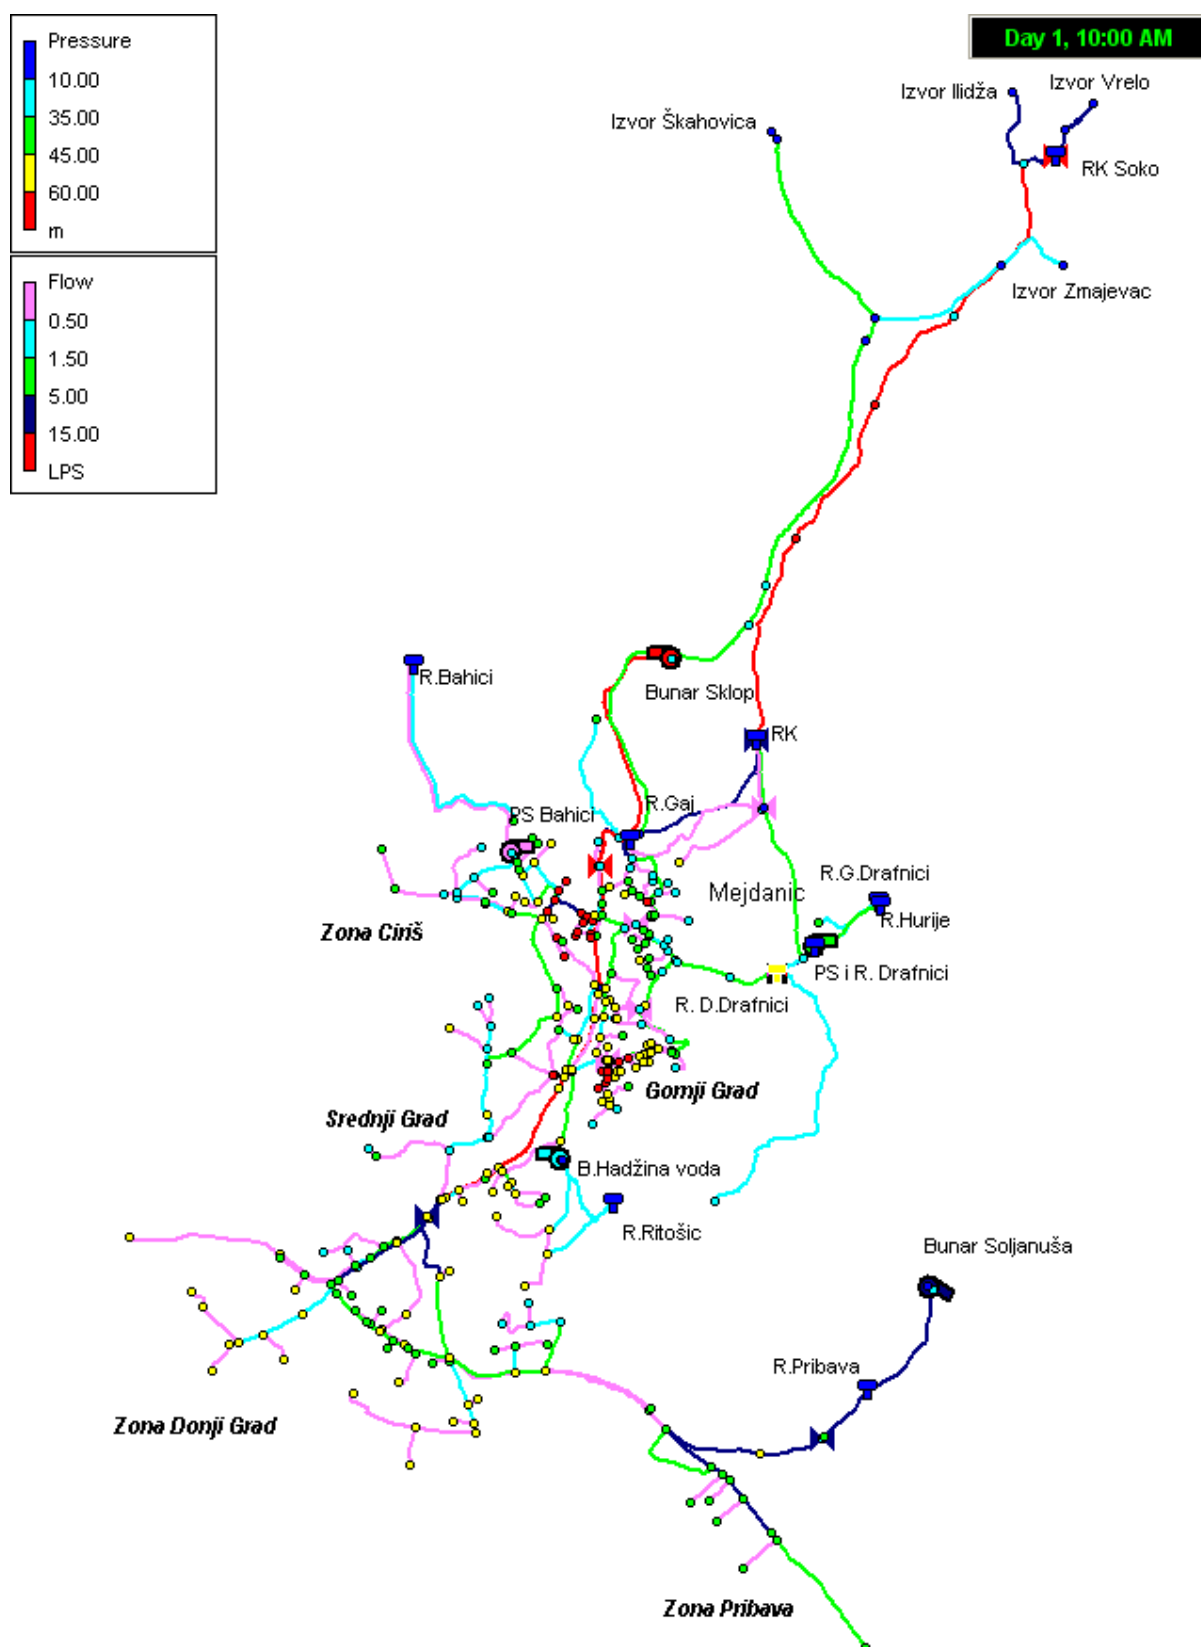 Pressure
10.00
35.00
45.00
60.00
m
Flow
0.50
1.50
5.00
15.00
LPS
Day 1, 10:00 AM
Izvor Ilidža
Izvor Vrelo
Izvor Škahovica
RK Soko
Izvor Zmajevac
R.Bahici
Bunar Sklop
RK
PS Bahici
R.Gaj
Mejdanic
R.G.Drafnici
R.Hurije
Zona Ciriš
PS i R. Drafnici
R. D.Drafnici
Gornji Grad
Srednji Grad
B.Hadžina voda
R.Ritošic
Bunar Soljanuša
R.Pribava
Zona Donji Grad
Zona Pribava